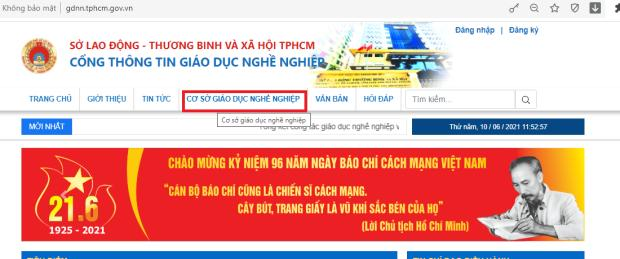 Không bảo mật | gdnn.tphcm.gov.vn
Đăng nhập | Đăng ký
SỞ LAO ĐỘNG - THƯƠNG BINH VÀ XÃ HỘI TPHCM
CỔNG THÔNG TIN GIÁO DỤC NGHỀ NGHIỆP
TRANG CHỦ GIỚI THIỆU TIN TỨC CƠ SỞ GIÁO DỤC NGHỀ NGHIỆP VĂN BẢN HỎI ĐÁP Tìm kiếm...
Cơ sở giáo dục nghề nghiệp
MỚI NHẤT tác giáo dục nghề nghiệp v Thứ năm, 10 / 06 / 2021 11:52:57
CHÀO MỪNG KỶ NIỆM 96 NĂM NGÀY BÁO CHÍ CÁCH MẠNG VIỆT NAM
"CÁN BỘ BÁO CHÍ CŨNG LÀ CHIẾN SĨ CÁCH MẠNG.
CÂY BÚT, TRANG GIẤY LÀ VŨ KHÍ SẮC BÉN CỦA HỌ"
(Lời Chủ tịch Hồ Chí Minh)
21.6
1925 - 2021